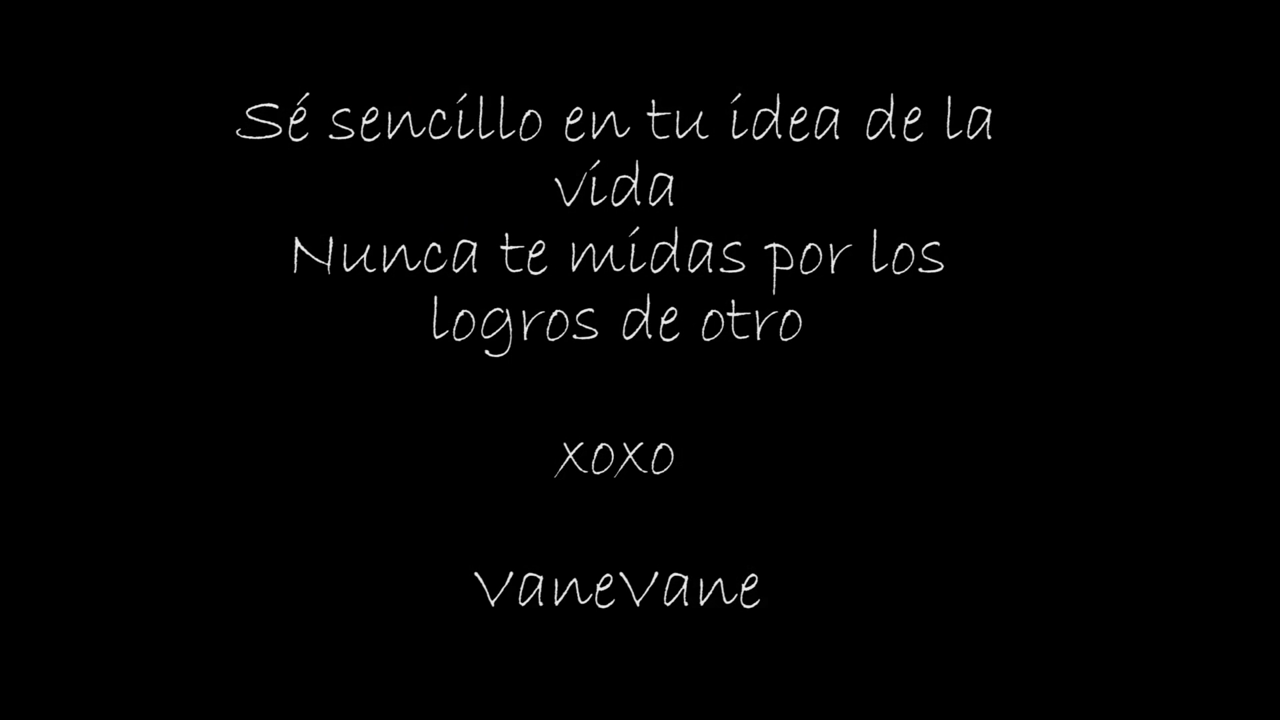 Sé sencillo en tu idea de la
vida
Nunca te midas por los
logros de otro
xoxo
VaneVane